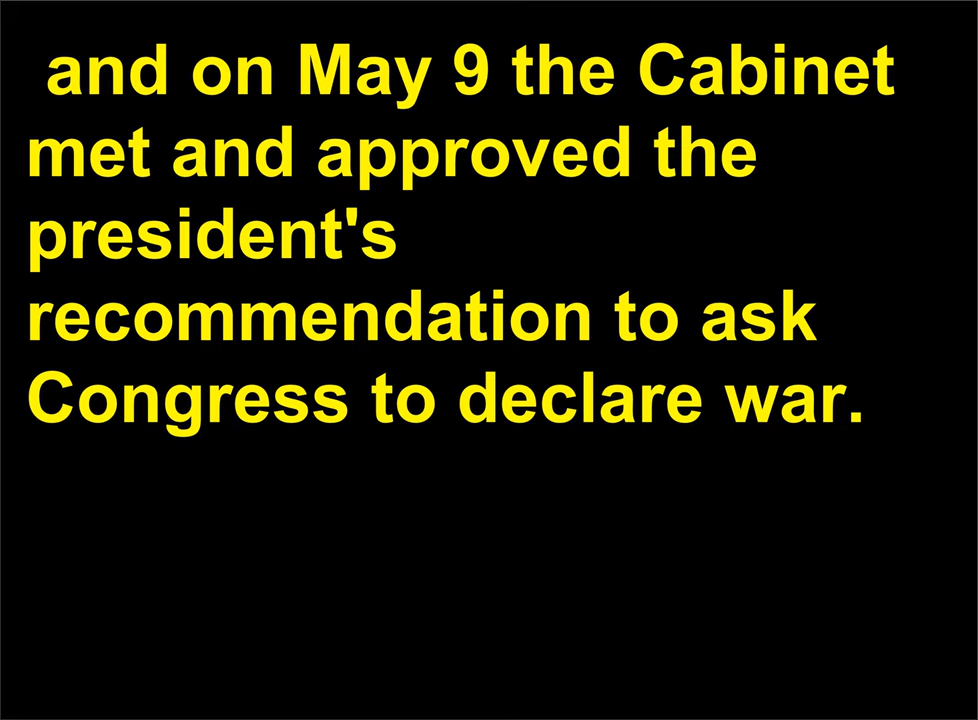 and on May 9 the Cabinet
met and approved the
president's
recommendation to ask
Congress to declare war.